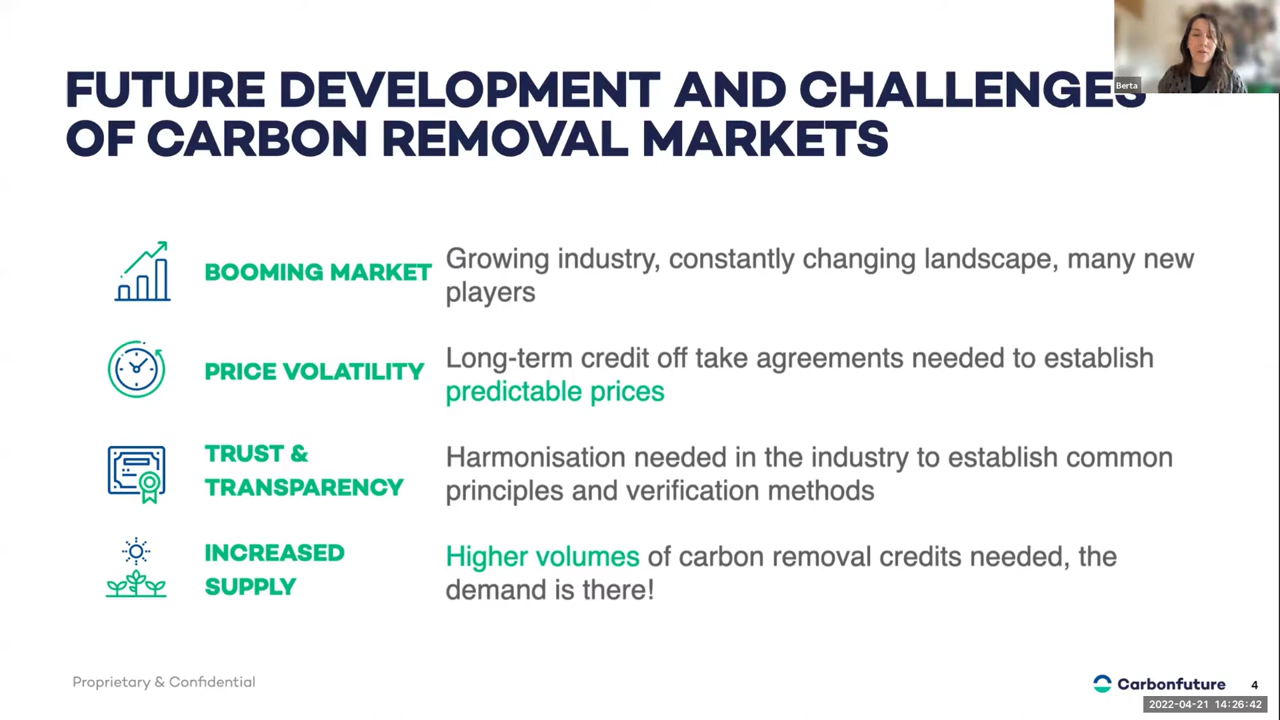 Berta
FUTURE DEVELOPMENT AND CHALLENGES
OF CARBON REMOVAL MARKETS
BOOMING MARKET
Growing industry, constantly changing landscape, many new
players
PRICE VOLATILITY
Long-term credit off take agreements needed to establish
predictable prices
TRUST &
TRANSPARENCY
Harmonisation needed in the industry to establish common
principles and verification methods
INCREASED
SUPPLY
Higher volumes of carbon removal credits needed, the
demand is there!
Proprietary & Confidential
Carbonfuture
4
2022-04-21 14:26:42